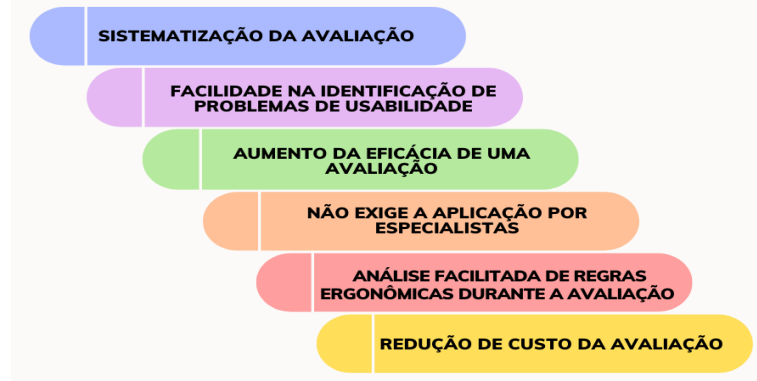 SISTEMATIZAÇÃO DA AVALIAÇÃO
FACILIDADE NA IDENTIFICAÇÃO DE
PROBLEMAS DE USABILIDADE
AUMENTO DA EFICÁCIA DE UMA
AVALIAÇÃO
NÃO EXIGE A APLICAÇÃO POR
ESPECIALISTAS
ANÁLISE FACILITADA DE REGRAS
ERGONÔMICAS DURANTE A AVALIAÇÃO
REDUÇÃO DE CUSTO DA AVALIAÇÃO